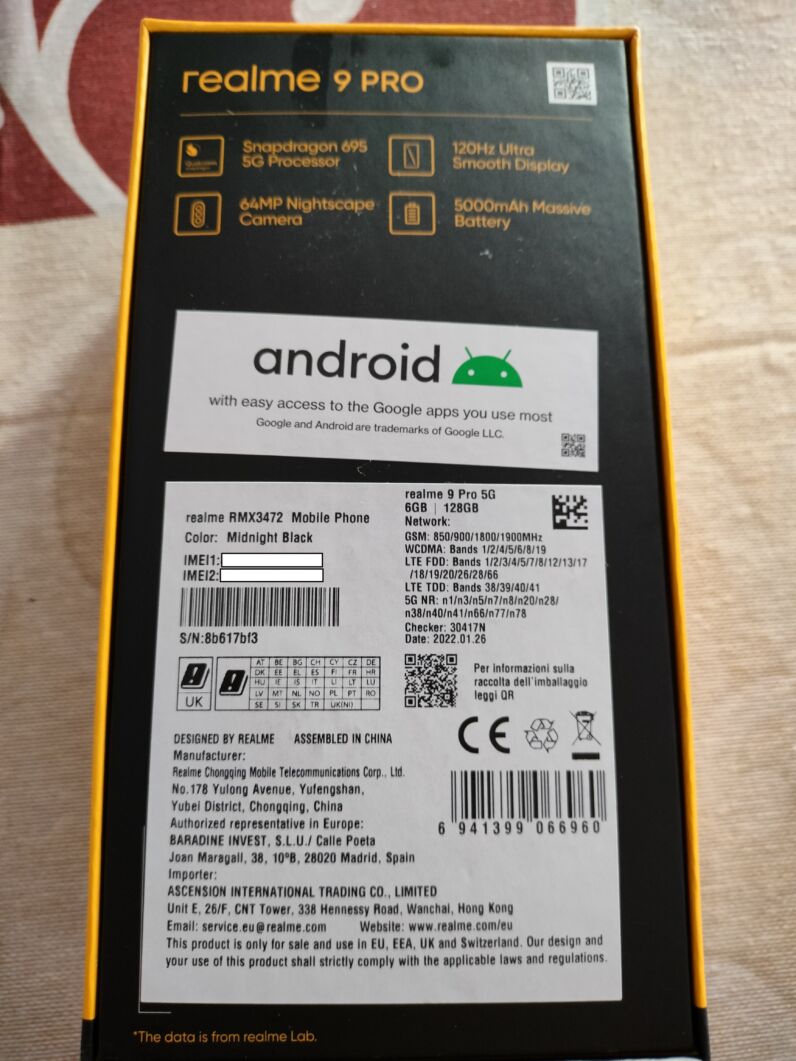 realme 9 PRO
Snapdragon 695
5G Processor
120Hz Ultra
Smooth Display
64MP Nightscape
Camera
5000mAh Massive
Battery
android
with easy access to the Google apps you use most
Google and Android are trademarks of Google LLC.
realme RMX3472 Mobile Phone
Color: Midnight Black
IMEI1:
IMEI2:
S/N:8b617bf3
realme 9 Pro 5G
6GB | 128GB
Network:
GSM: 850/900/1800/1900MHz
WCDMA: Bands 1/2/4/5/6/8/19
LTE FDD: Bands 1/2/3/4/5/7/8/12/13/17
/18/19/20/26/28/66
LTE TDD: Bands 38/39/40/41
5G NR: n1/n3/n5/n7/n8/n20/n28/
n38/n40/n41/n66/n77/n78
Checker: 30417N
Date: 2022.01.26
UK
AT BE BG CH CY CZ DE
DK EE EL ES FI FR HR
HU IE IS IT LI LT LU
LV MT NL NO PL PT RO
SE SI SK TR UK(NI)
Per informazioni sulla
raccolta dell'imballaggio
leggi QR
DESIGNED BY REALME ASSEMBLED IN CHINA
Manufacturer:
Realme Chongqing Mobile Telecommunications Corp., Ltd.
No.178 Yulong Avenue, Yufengshan,
Yubei District, Chongqing, China
Authorized representative in Europe:
BARADINE INVEST, S.L.U./ Calle Poeta
Joan Maragall, 38, 10ºB, 28020 Madrid, Spain
Importer:
ASCENSION INTERNATIONAL TRADING CO., LIMITED
Unit E, 26/F, CNT Tower, 338 Hennessy Road, Wanchai, Hong Kong
Email: service.eu@realme.com Website: www.realme.com/eu
This product is only for sale and use in EU, EEA, UK and Switzerland. Our design and
your use of this product shall strictly comply with the applicable laws and regulations.
CE
6 941399 066960
*The data is from realme Lab.